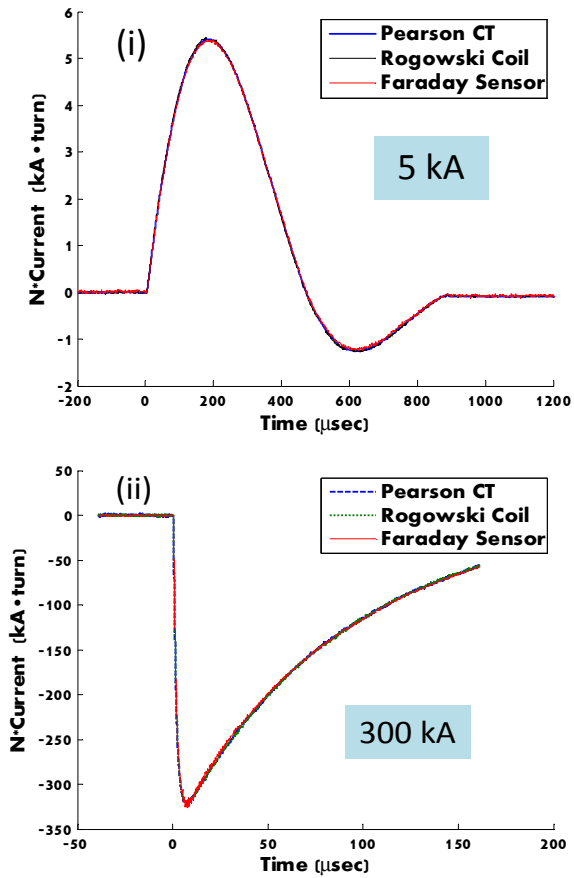 (i)
Pearson CT
Rogowski Coil
Faraday Sensor
5 kA
N*Current (kA•turn)
6
5
4
3
2
1
0
-1
-2
-200 0 200 400 600 800 1000 1200
Time (μsec)
(ii)
Pearson CT
Rogowski Coil
Faraday Sensor
300 kA
N*Current (kA•turn)
50
0
-50
-100
-150
-200
-250
-300
-350
-50 0 50 100 150 200
Time (μsec)